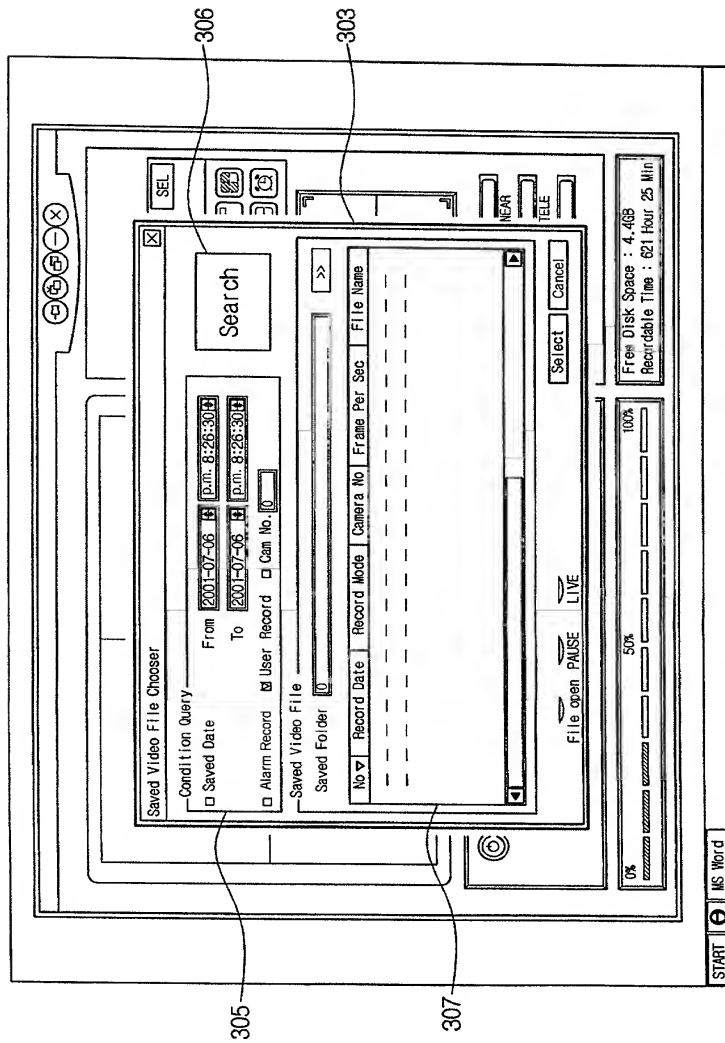 306
303
305
307
SEL
Saved Video File Chooser
Condition Query
Saved Date
From 2001-07-06 p.m. 8:26:30
To 2001-07-06 p.m. 8:26:30
Alarm Record User Record Cam No. 0
Search
Saved Video File
Saved Folder 0 >>
No Record Date Record Mode Camera No Frame Per Sec File Name
NEAR
TELE
Select Cancel
File open PAUSE LIVE
0% 50% 100%
Free Disk Space : 4.4GB
Recordable Time : 621 Hour 25 Min
START MS Word